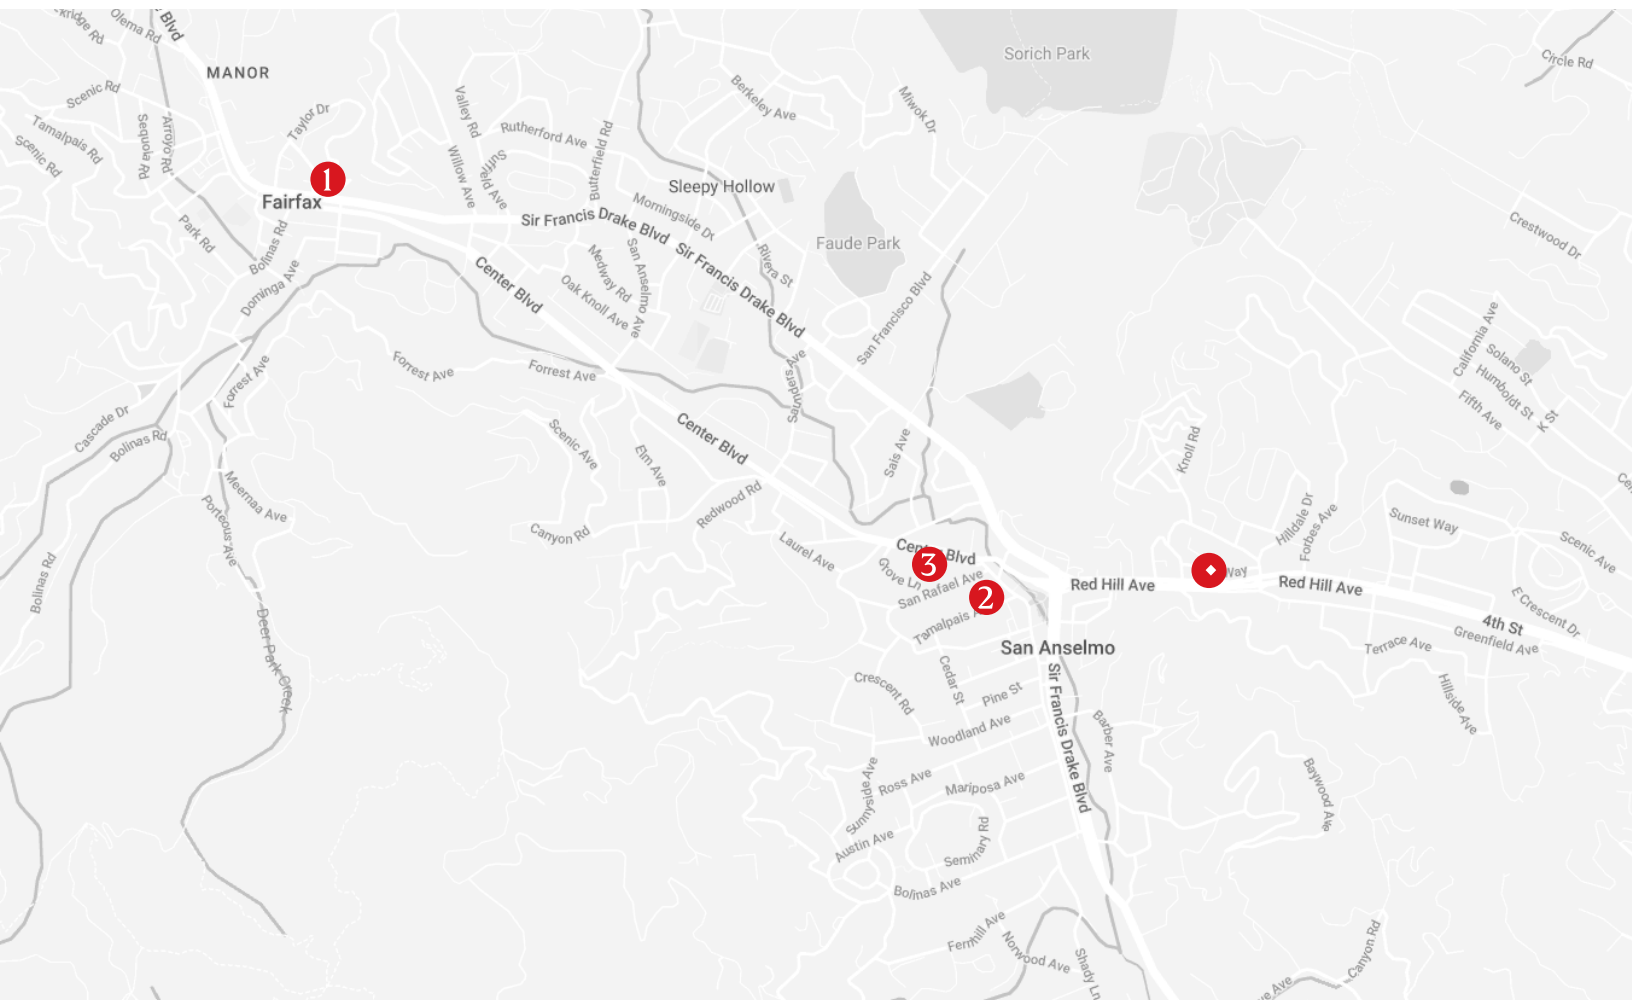 Olema Rd
Blvd
MANOR
Sorich Park
Circle Rd
Scenic Rd
Valley Rd
Berkeley Ave
Miwok Dr
Taylor Dr
Tamalpais Rd
Sequoia Rd
Arroyo Rd
Rutherford Ave
Butterfield Rd
Scenic Rd
Willow Ave
1
Sleepy Hollow
Fairfax
Morningside Dr
Sir Francis Drake Blvd
Sir Francis Drake Blvd
Faude Park
Crestwood Dr
Park Rd
Bolinas Rd
Dominga Ave
Center Blvd
Medway Rd
San Anselmo Ave
Oak Knoll Ave
Rivera St
San Francisco Blvd
California Ave
Solano St
Humboldt St
Fifth Ave
K St
Forrest Ave
Forrest Ave
Forrest Ave
Saunders Ave
Cascade Dr
Bolinas Rd
Center Blvd
Scenic Ave
Elm Ave
Sais Ave
Knoll Rd
Meernaa Ave
Porteous Ave
Redwood Rd
Canyon Rd
Laurel Ave
Hilldale Dr
Forbes Ave
Sunset Way
Scenic Ave
Bolinas Rd
3
Grove Ln
San Rafael Ave
2
Tamalpais
Red Hill Ave
Way
Red Hill Ave
E Crescent Dr
4th St
Greenfield Ave
Terrace Ave
San Anselmo
Deer Park Creek
Cedar St
Crescent Rd
Pine St
Sir Francis Drake Blvd
Hillside Ave
Woodland Ave
Barber Ave
Ross Ave
Mariposa Ave
Sunnyside Ave
Baywood Ave
Austin Ave
Seminary Rd
Bolinas Ave
Fernhill Ave
Norwood Ave
Shady Ln
Canyon Rd